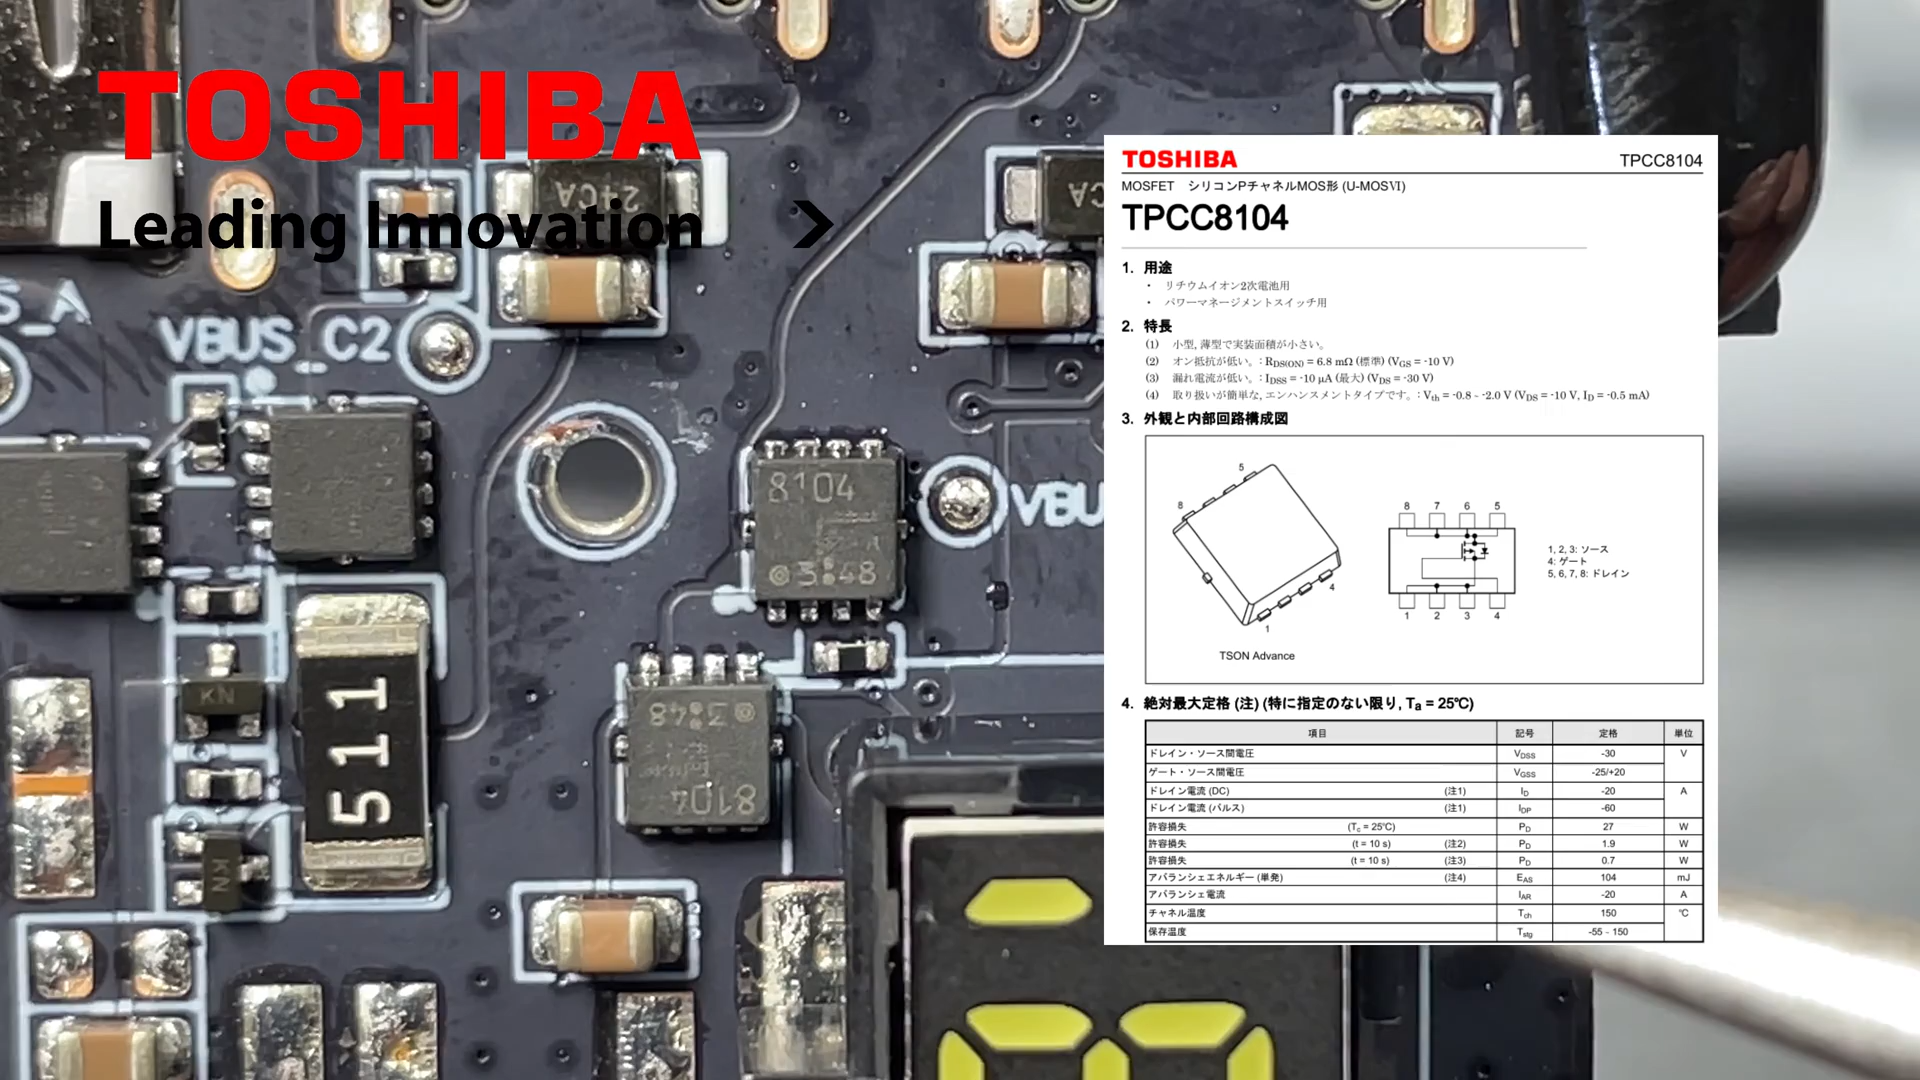 TOSHIBA
Leading Innovation
24CA
CA
S_A
VBUS_C2
VBU
8104
3:48
KN
511
3:48
8104
KN
TOSHIBA
TPCC8104
MOSFET シリコンPチャネルMOS形 (U-MOSⅥ)
TPCC8104
1. 用途
・ リチウムイオン2次電池用
・ パワーマネージメントスイッチ用
2. 特長
(1) 小型, 薄型で実装面積が小さい。
(2) オン抵抗が低い。: RDS(ON) = 6.8 mΩ (標準) (VGS = -10 V)
(3) 漏れ電流が低い。: IDSS = -10 µA (最大) (VDS = -30 V)
(4) 取り扱いが簡単な, エンハンスメントタイプです。: Vth = -0.8 ~ -2.0 V (VDS = -10 V, ID = -0.5 mA)
3. 外観と内部回路構成図
5
8
4
1
TSON Advance
8 7 6 5
1 2 3 4
1, 2, 3: ソース
4: ゲート
5, 6, 7, 8: ドレイン
4. 絶対最大定格 (注) (特に指定のない限り, Ta = 25℃)
項目 記号 定格 単位
ドレイン・ソース間電圧 VDSS -30 V
ゲート・ソース間電圧 VGSS -25/+20
ドレイン電流 (DC) (注1) ID -20 A
ドレイン電流 (パルス) (注1) IDP -60
許容損失 (Tc = 25℃) PD 27 W
許容損失 (t = 10 s) (注2) PD 1.9 W
許容損失 (t = 10 s) (注3) PD 0.7 W
アバランシェエネルギー (単発) (注4) EAS 104 mJ
アバランシェ電流 IAR -20 A
チャネル温度 Tch 150 ℃
保存温度 Tstg -55 ~ 150